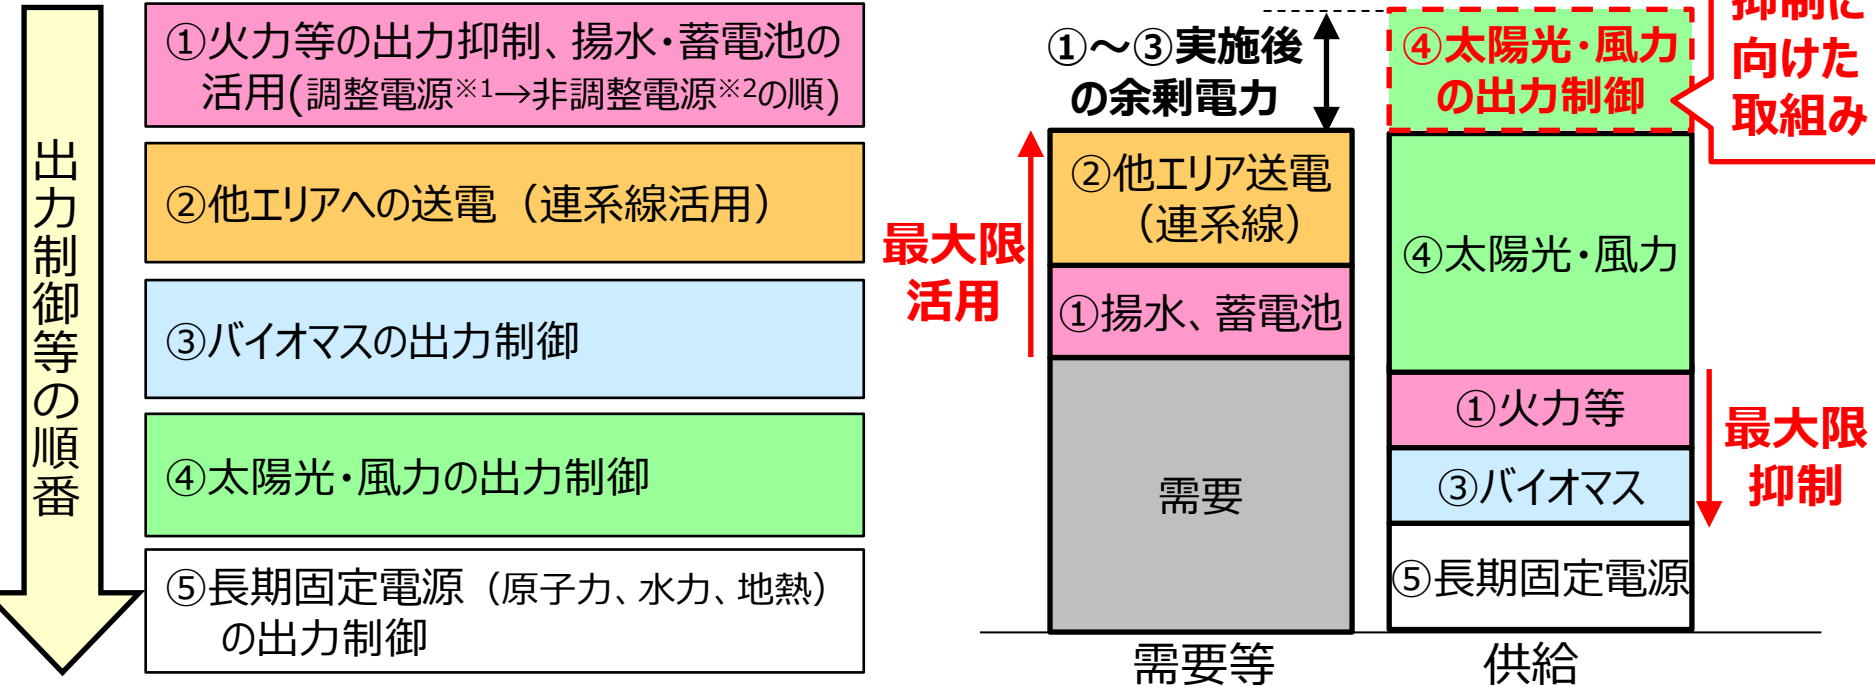 出力制御等の順番
①火力等の出力抑制、揚水・蓄電池の
活用(調整電源※1→非調整電源※2の順)
②他エリアへの送電（連系線活用）
③バイオマスの出力制御
④太陽光・風力の出力制御
⑤長期固定電源（原子力、水力、地熱）
の出力制御
①～③実施後
の余剰電力
最大限
活用
②他エリア送電
（連系線）
①揚水、蓄電池
需要
需要等
④太陽光・風力
の出力制御
④太陽光・風力
①火力等
③バイオマス
⑤長期固定電源
供給
抑制に
向けた
取組み
最大限
抑制